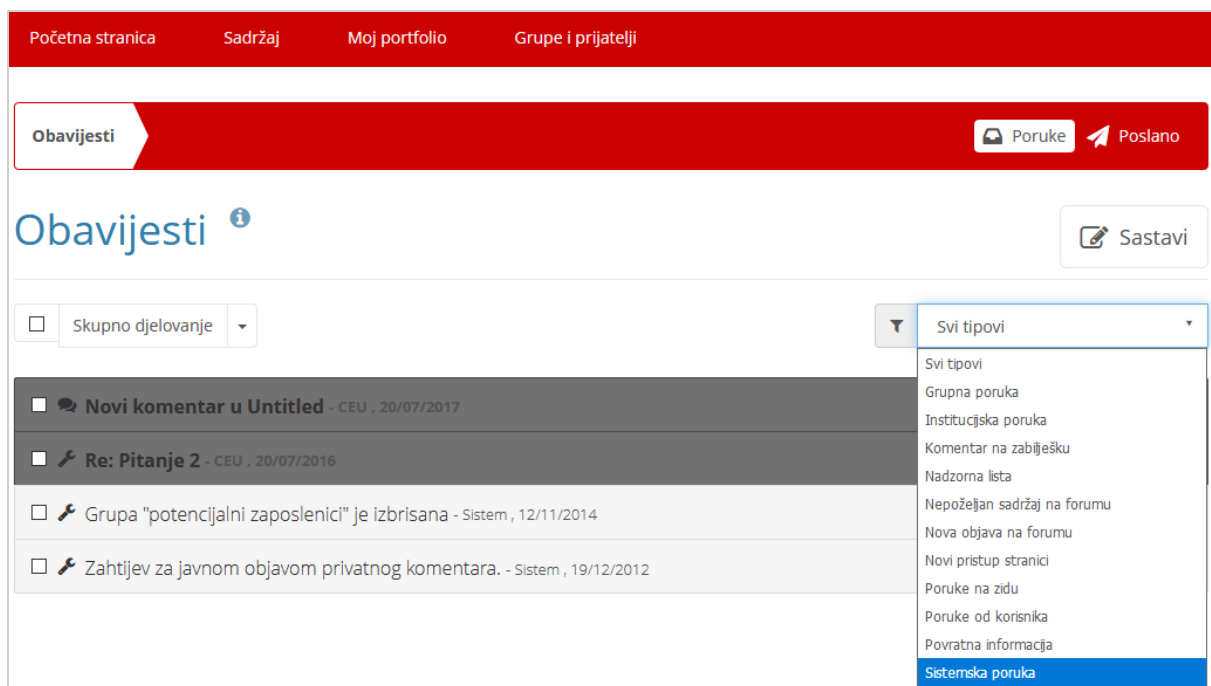 Početna stranica Sadržaj Moj portfolio Grupe i prijatelji
Obavijesti Poruke Poslano
Obavijesti
Sastavi
Skupno djelovanje Svi tipovi
Svi tipovi
Grupna poruka
Institucijska poruka
Komentar na zabilješku
Nadzorna lista
Nepoželjan sadržaj na forumu
Nova objava na forumu
Novi pristup stranici
Poruke na zidu
Poruke od korisnika
Povratna informacija
Sistemska poruka
Novi komentar u Untitled - CEU , 20/07/2017
Re: Pitanje 2 - CEU , 20/07/2016
Grupa "potencijalni zaposlenici" je izbrisana - Sistem , 12/11/2014
Zahtijev za javnom objavom privatnog komentara. - Sistem , 19/12/2012